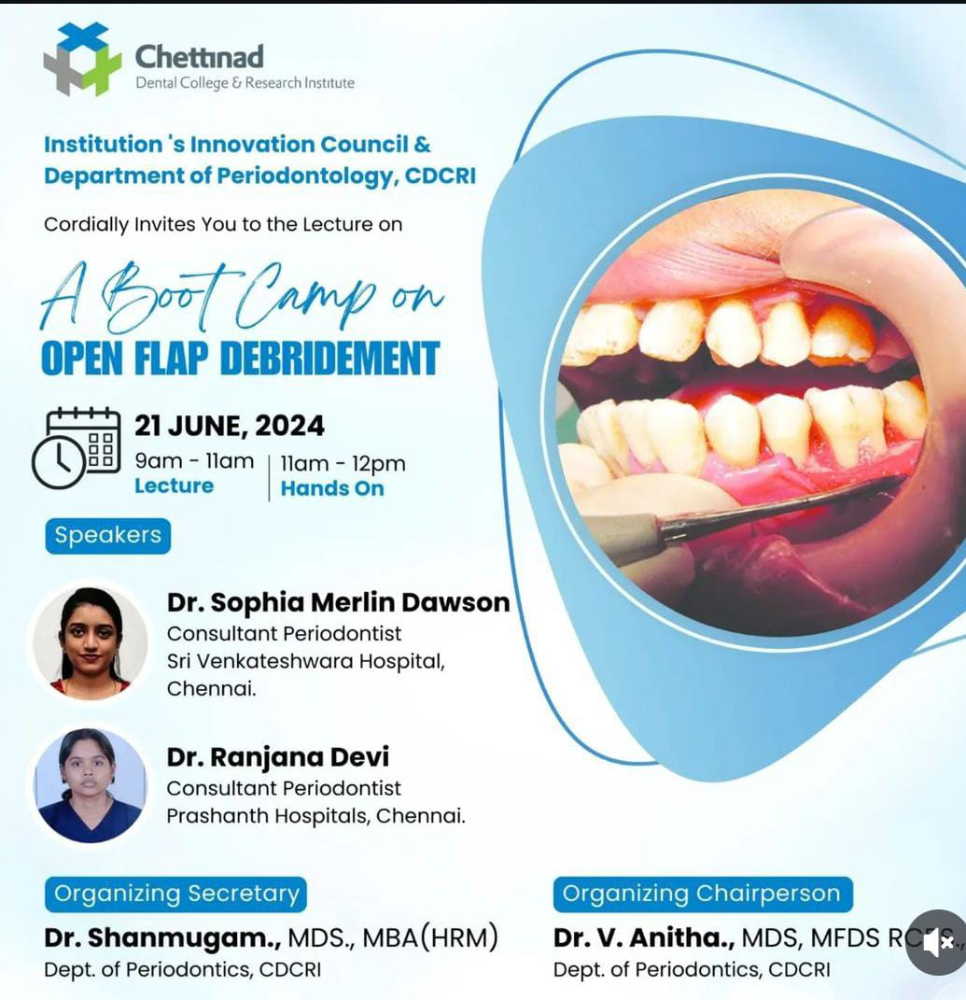 Chettinad
Dental College & Research Institute
Institution 's Innovation Council &
Department of Periodontology, CDCRI
Cordially Invites You to the Lecture on
A Boot Camp on
OPEN FLAP DEBRIDEMENT
21 JUNE, 2024
9am - 11am
Lecture
11am - 12pm
Hands On
Speakers
Dr. Sophia Merlin Dawson
Consultant Periodontist
Sri Venkateshwara Hospital,
Chennai.
Dr. Ranjana Devi
Consultant Periodontist
Prashanth Hospitals, Chennai.
Organizing Secretary
Dr. Shanmugam., MDS., MBA(HRM)
Dept. of Periodontics, CDCRI
Organizing Chairperson
Dr. V. Anitha., MDS, MFDS
Dept. of Periodontics, CDCRI